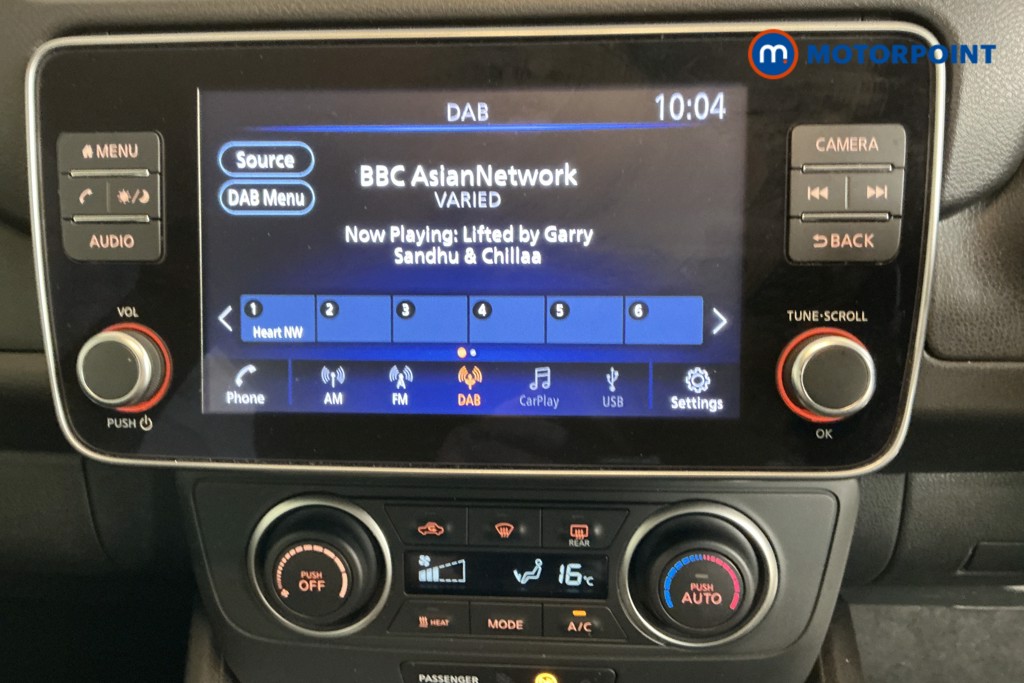 MOTORPOINT
DAB
10:04
MENU
AUDIO
Source
DAB Menu
BBC AsianNetwork
VARIED
Now Playing: Lifted by Garry
Sandhu & Chillaa
CAMERA
BACK
VOL
PUSH
TUNE·SCROLL
OK
1 2 3 4 5 6
Heart NW
Phone AM FM DAB CarPlay USB Settings
REAR
PUSH
OFF
16°C
PUSH
AUTO
HEAT MODE A/C
PASSENGER